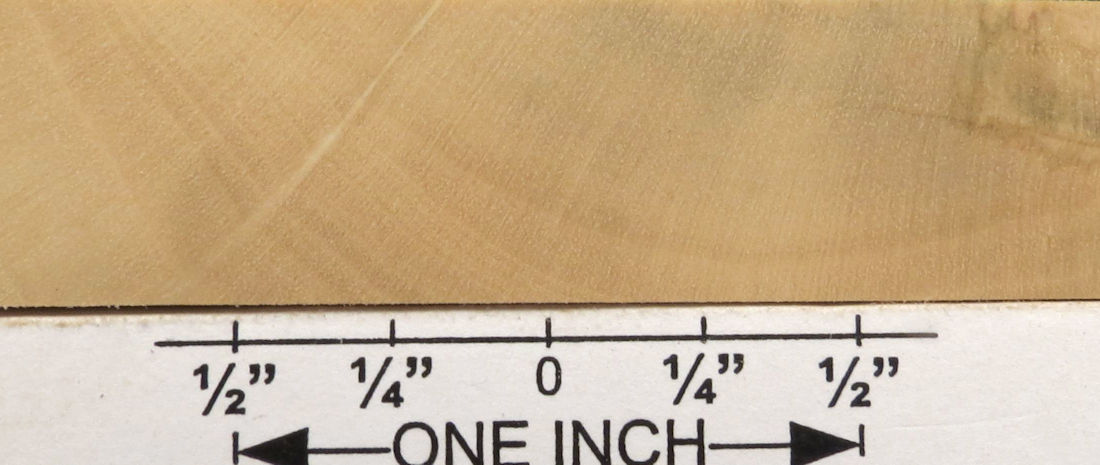 ½” ¼” 0 ¼” ½”
ONE INCH